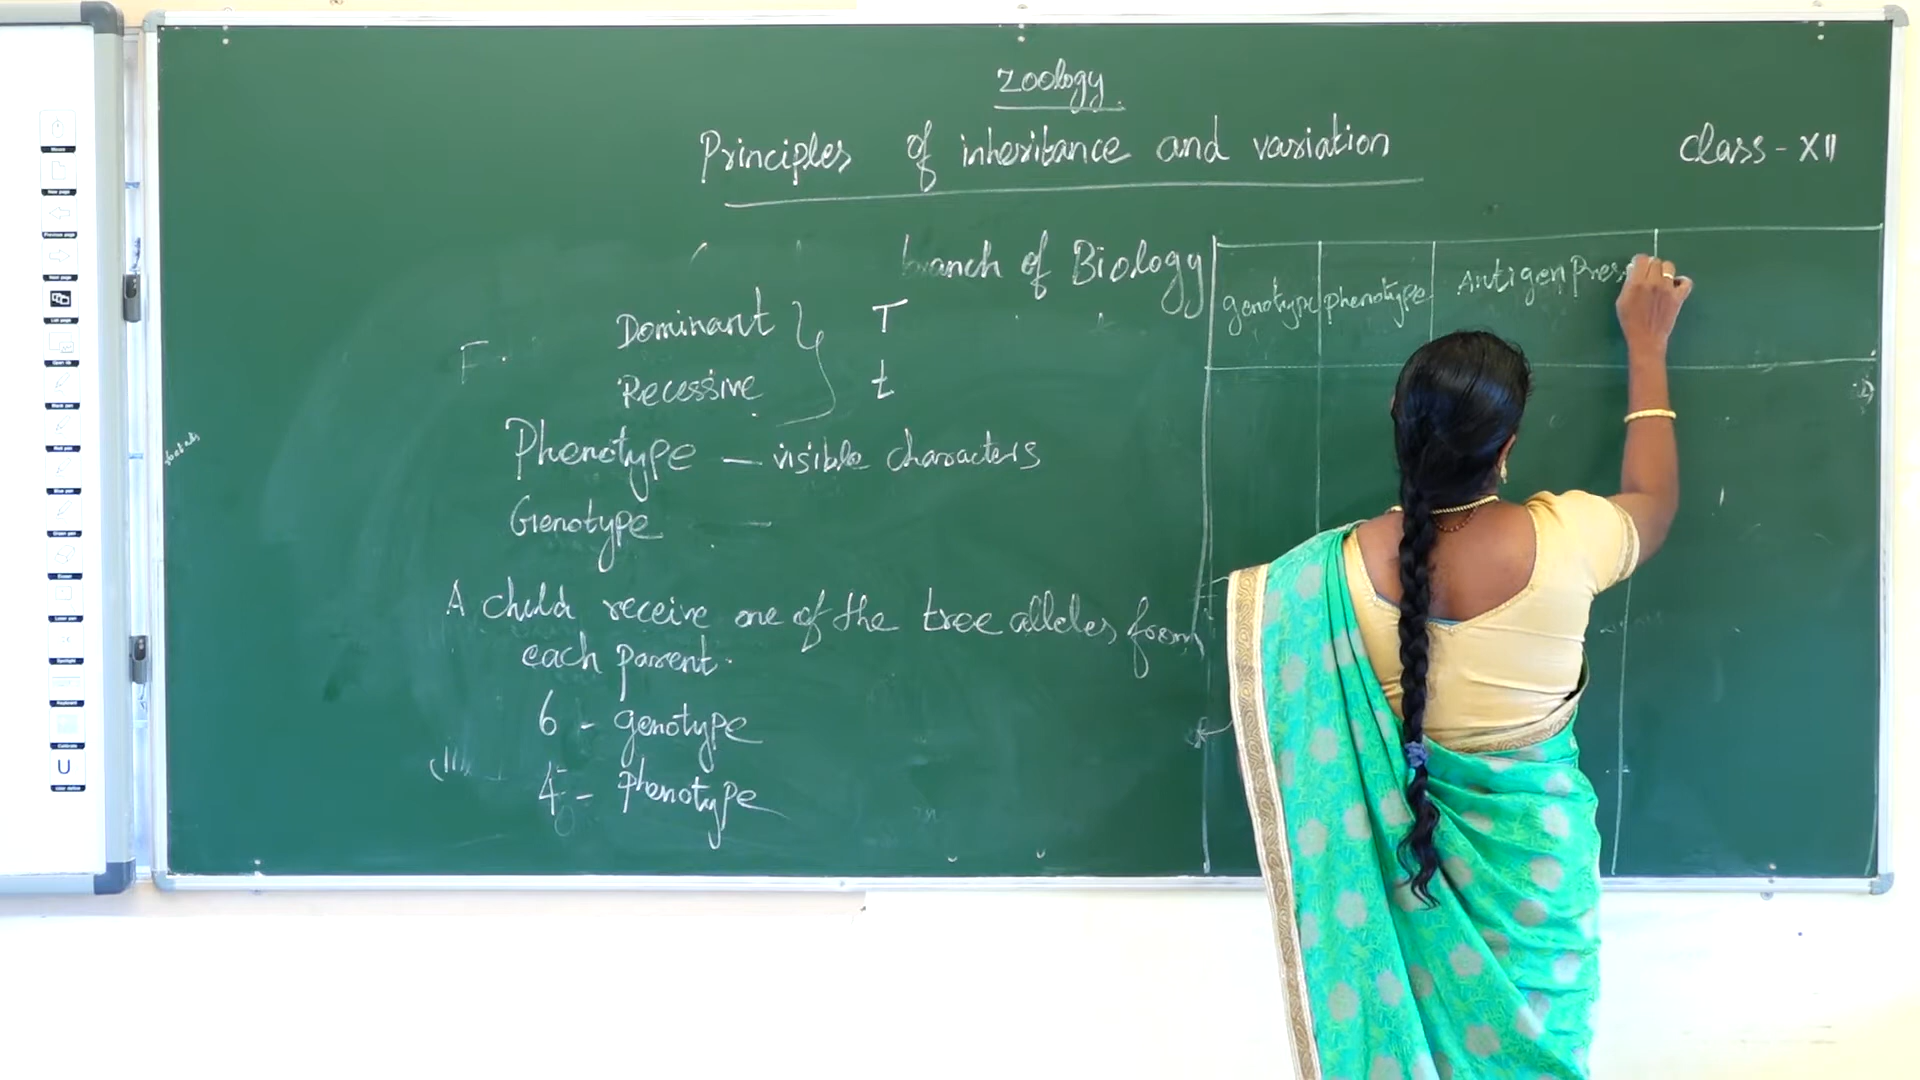 Zoology
Principles of inheritance and variation
Class - XII
branch of Biology
Dominant } T
Recessive t
F.
Phenotype — visible characters
Genotype —
A child receive one of the tree alleles from
each parent.
6 - genotype
4 - Phenotype
genotype phenotype Antigen Pres